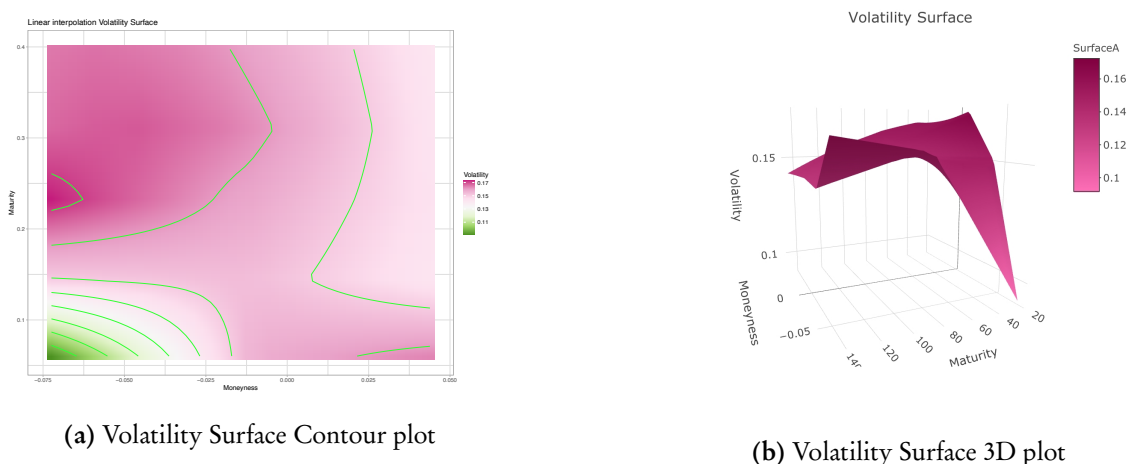 Linear interpolation Volatility Surface
0.4
0.3
0.2
0.1
Maturity
−0.075
−0.050
−0.025
0.000
0.025
0.050
Moneyness
Volatility
0.17
0.15
0.13
0.11
(a) Volatility Surface Contour plot
Volatility Surface
SurfaceA
0.16
0.14
0.12
0.1
0.15
0.1
Volatility
0
−0.05
Moneyness
120
100
80
60
40
20
Maturity
(b) Volatility Surface 3D plot